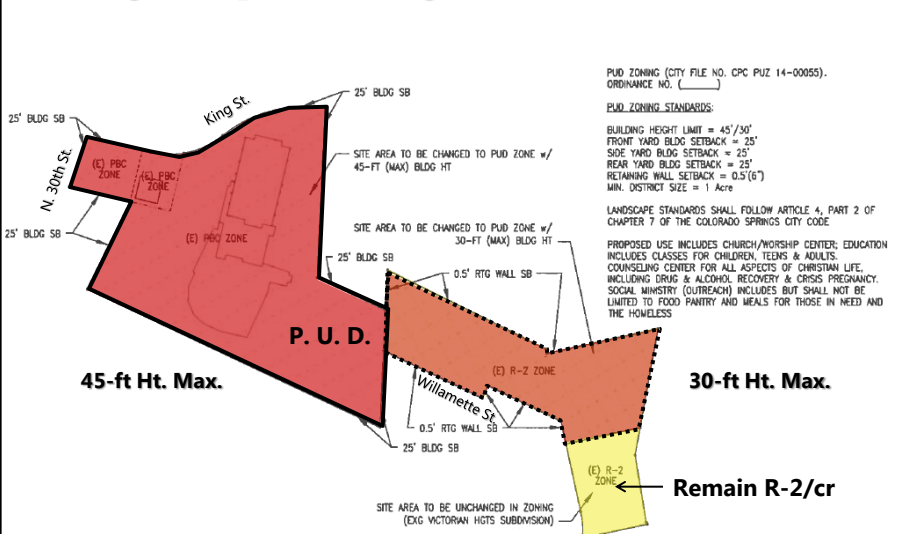 PUD ZONING (CITY FILE NO. CPC PUZ 14-00055).
ORDINANCE NO. (______)
PUD ZONING STANDARDS:
BUILDING HEIGHT LIMIT = 45'/30'
FRONT YARD BLDG SETBACK = 25'
SIDE YARD BLDG SETBACK = 25'
REAR YARD BLDG SETBACK = 25'
RETAINING WALL SETBACK = 0.5'(6")
MIN. DISTRICT SIZE = 1 Acre
LANDSCAPE STANDARDS SHALL FOLLOW ARTICLE 4, PART 2 OF
CHAPTER 7 OF THE COLORADO SPRINGS CITY CODE
PROPOSED USE INCLUDES CHURCH/WORSHIP CENTER; EDUCATION
INCLUDES CLASSES FOR CHILDREN, TEENS & ADULTS.
COUNSELING CENTER FOR ALL ASPECTS OF CHRISTIAN LIFE,
INCLUDING DRUG & ALCOHOL RECOVERY & CRISIS PREGNANCY.
SOCIAL MINISTRY (OUTREACH) INCLUDES BUT SHALL NOT BE
LIMITED TO FOOD PANTRY AND MEALS FOR THOSE IN NEED AND
THE HOMELESS
25' BLDG SB
King St.
25' BLDG SB
N. 30th St.
(E) PBC
ZONE
(E) PBC
ZONE
SITE AREA TO BE CHANGED TO PUD ZONE w/
45-FT (MAX) BLDG HT
25' BLDG SB
(E) PBC ZONE
SITE AREA TO BE CHANGED TO PUD ZONE w/
30-FT (MAX) BLDG HT
25' BLDG SB
0.5' RTG WALL SB
P. U. D.
45-ft Ht. Max.
(E) R-2 ZONE
30-ft Ht. Max.
Willamette St.
0.5' RTG WALL SB
25' BLDG SB
(E) R-2
ZONE
Remain R-2/cr
SITE AREA TO BE UNCHANGED IN ZONING
(EXG VICTORIAN HGTS SUBDIVISION)